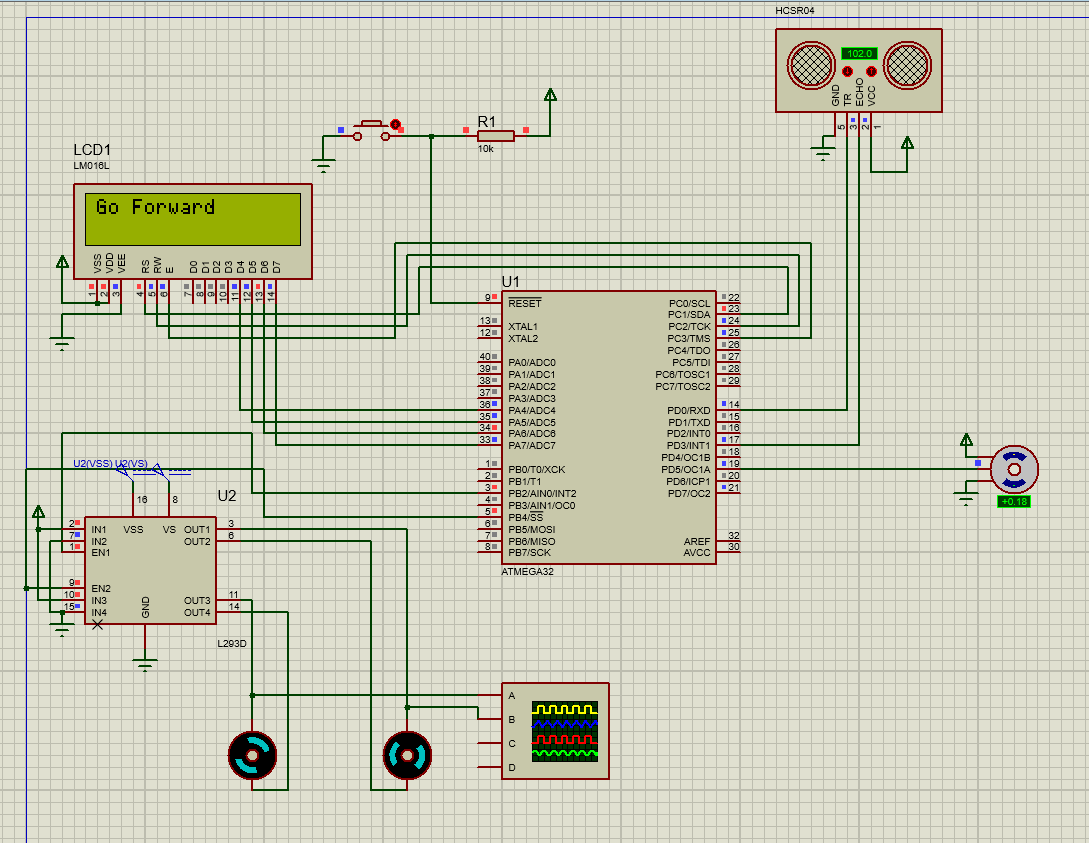 HCSR04
102.0
GND
TR
ECHO
VCC
5
3
2
1
R1
10k
LCD1
LM016L
Go Forward
VSS
VDD
VEE
RS
RW
E
D0
D1
D2
D3
D4
D5
D6
D7
1
2
3
4
5
6
7
8
9
10
11
12
13
14
U1
9 RESET
13 XTAL1
12 XTAL2
40 PA0/ADC0
39 PA1/ADC1
38 PA2/ADC2
37 PA3/ADC3
36 PA4/ADC4
35 PA5/ADC5
34 PA6/ADC6
33 PA7/ADC7
1 PB0/T0/XCK
2 PB1/T1
3 PB2/AIN0/INT2
4 PB3/AIN1/OC0
5 PB4/SS
6 PB5/MOSI
7 PB6/MISO
8 PB7/SCK
PC0/SCL 22
PC1/SDA 23
PC2/TCK 24
PC3/TMS 25
PC4/TDO 26
PC5/TDI 27
PC6/TOSC1 28
PC7/TOSC2 29
PD0/RXD 14
PD1/TXD 15
PD2/INT0 16
PD3/INT1 17
PD4/OC1B 18
PD5/OC1A 19
PD6/ICP1 20
PD7/OC2 21
AREF 32
AVCC 30
ATMEGA32
+0.18
U2(VSS) U2(VS)
16
8
U2
2 IN1
7 IN2
1 EN1
9 EN2
10 IN3
15 IN4
VSS
VS
GND
OUT1 3
OUT2 6
OUT3 11
OUT4 14
L293D
A
B
C
D